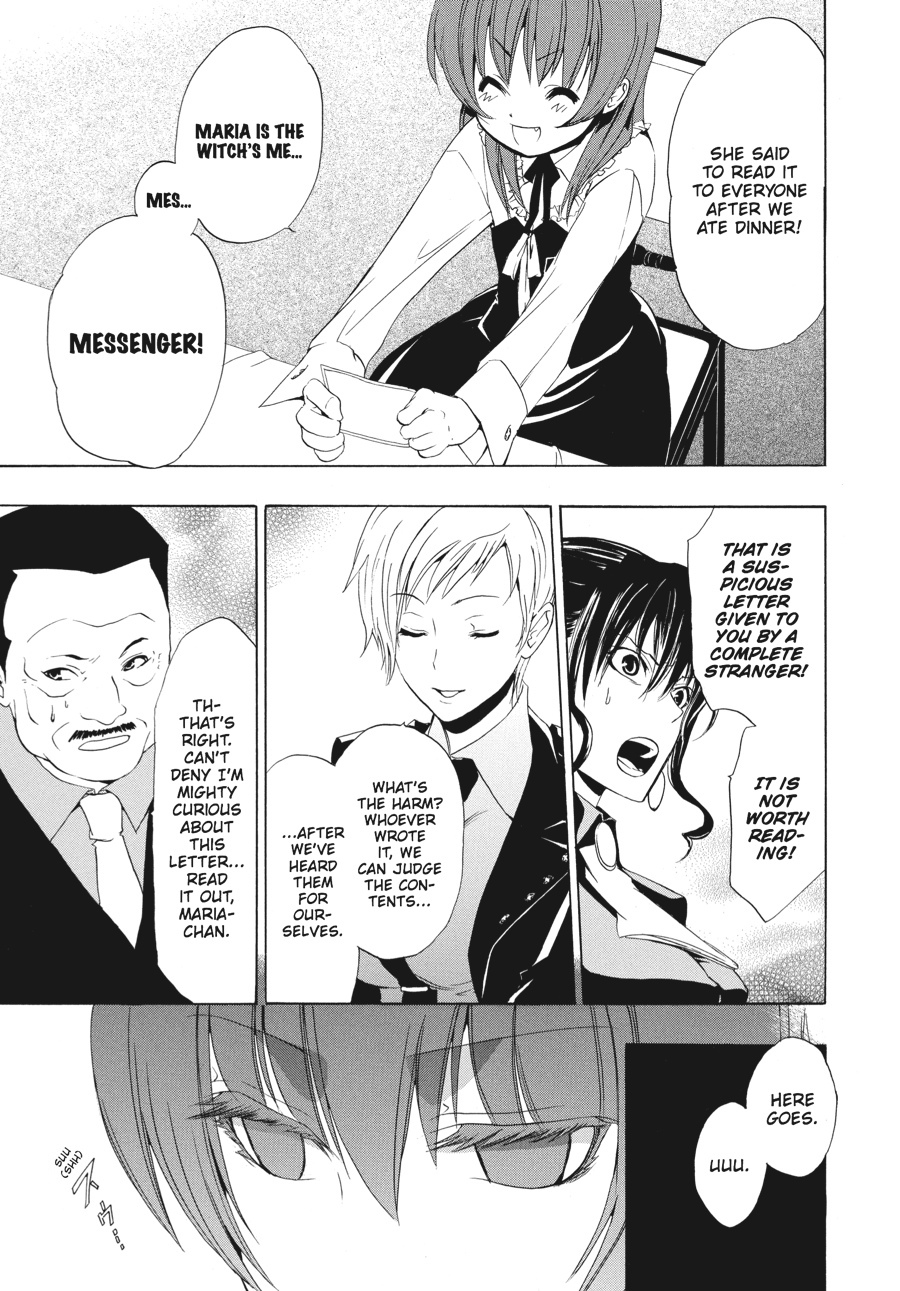 SHE SAID
TO READ IT
TO EVERYONE
AFTER WE
ATE DINNER!
MARIA IS THE
WITCH'S ME...
MES...
MESSENGER!
THAT IS
A SUS-
PICIOUS
LETTER
GIVEN TO
YOU BY A
COMPLETE
STRANGER!
IT IS
NOT
WORTH
READ-
ING!
WHAT'S
THE HARM?
WHOEVER
WROTE
IT, WE
CAN JUDGE
THE CON-
TENTS...
...AFTER
WE'VE
HEARD
THEM
FOR
OUR-
SELVES.
TH-
THAT'S
RIGHT.
CAN'T
DENY I'M
MIGHTY
CURIOUS
ABOUT
THIS
LETTER...
READ
IT OUT,
MARIA-
CHAN.
HERE
GOES.
UUU.
SUU
(SHH)
スゥ…